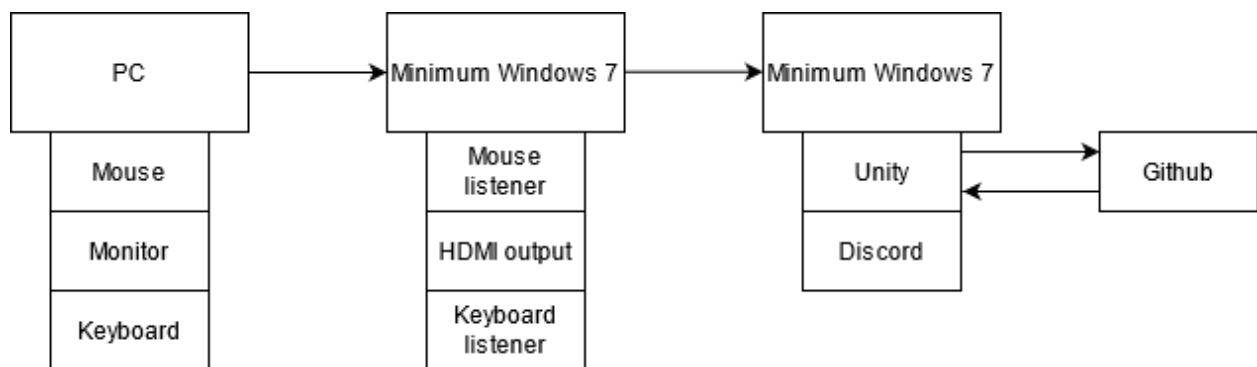 PC
Mouse
Monitor
Keyboard
Minimum Windows 7
Mouse
listener
HDMI output
Keyboard
listener
Minimum Windows 7
Unity
Discord
Github